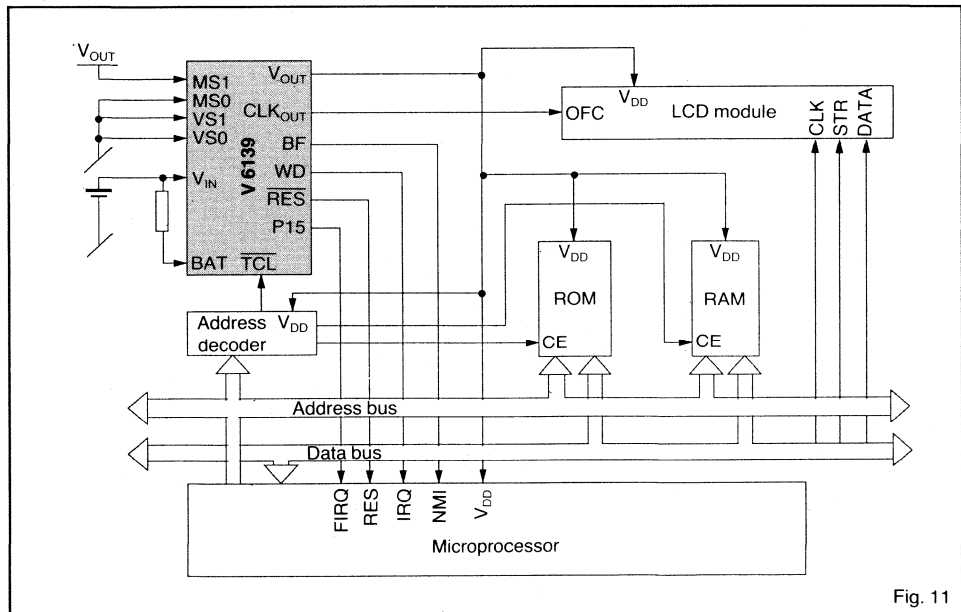 V_OUT
MS1
MS0
VS1
VS0
V_IN
BAT
V 6139
V_OUT
CLK_OUT
BF
WD
RES
P15
TCL
V_DD
OFC
LCD module
CLK
STR
DATA
V_DD
ROM
CE
V_DD
RAM
CE
Address
decoder
V_DD
Address bus
Data bus
FIRQ
RES
IRQ
NMI
V_DD
Microprocessor
Fig. 11